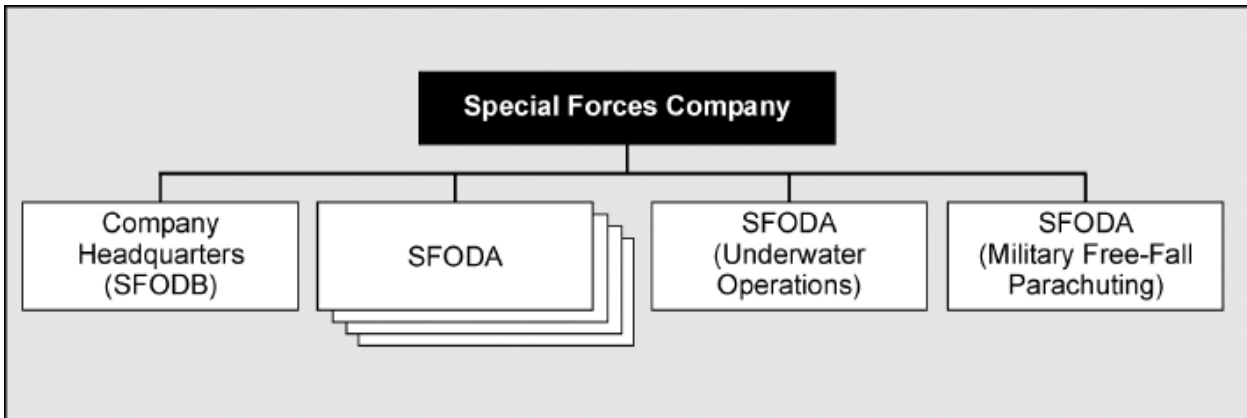 Special Forces Company
Company
Headquarters
(SFODB)
SFODA
SFODA
(Underwater
Operations)
SFODA
(Military Free-Fall
Parachuting)